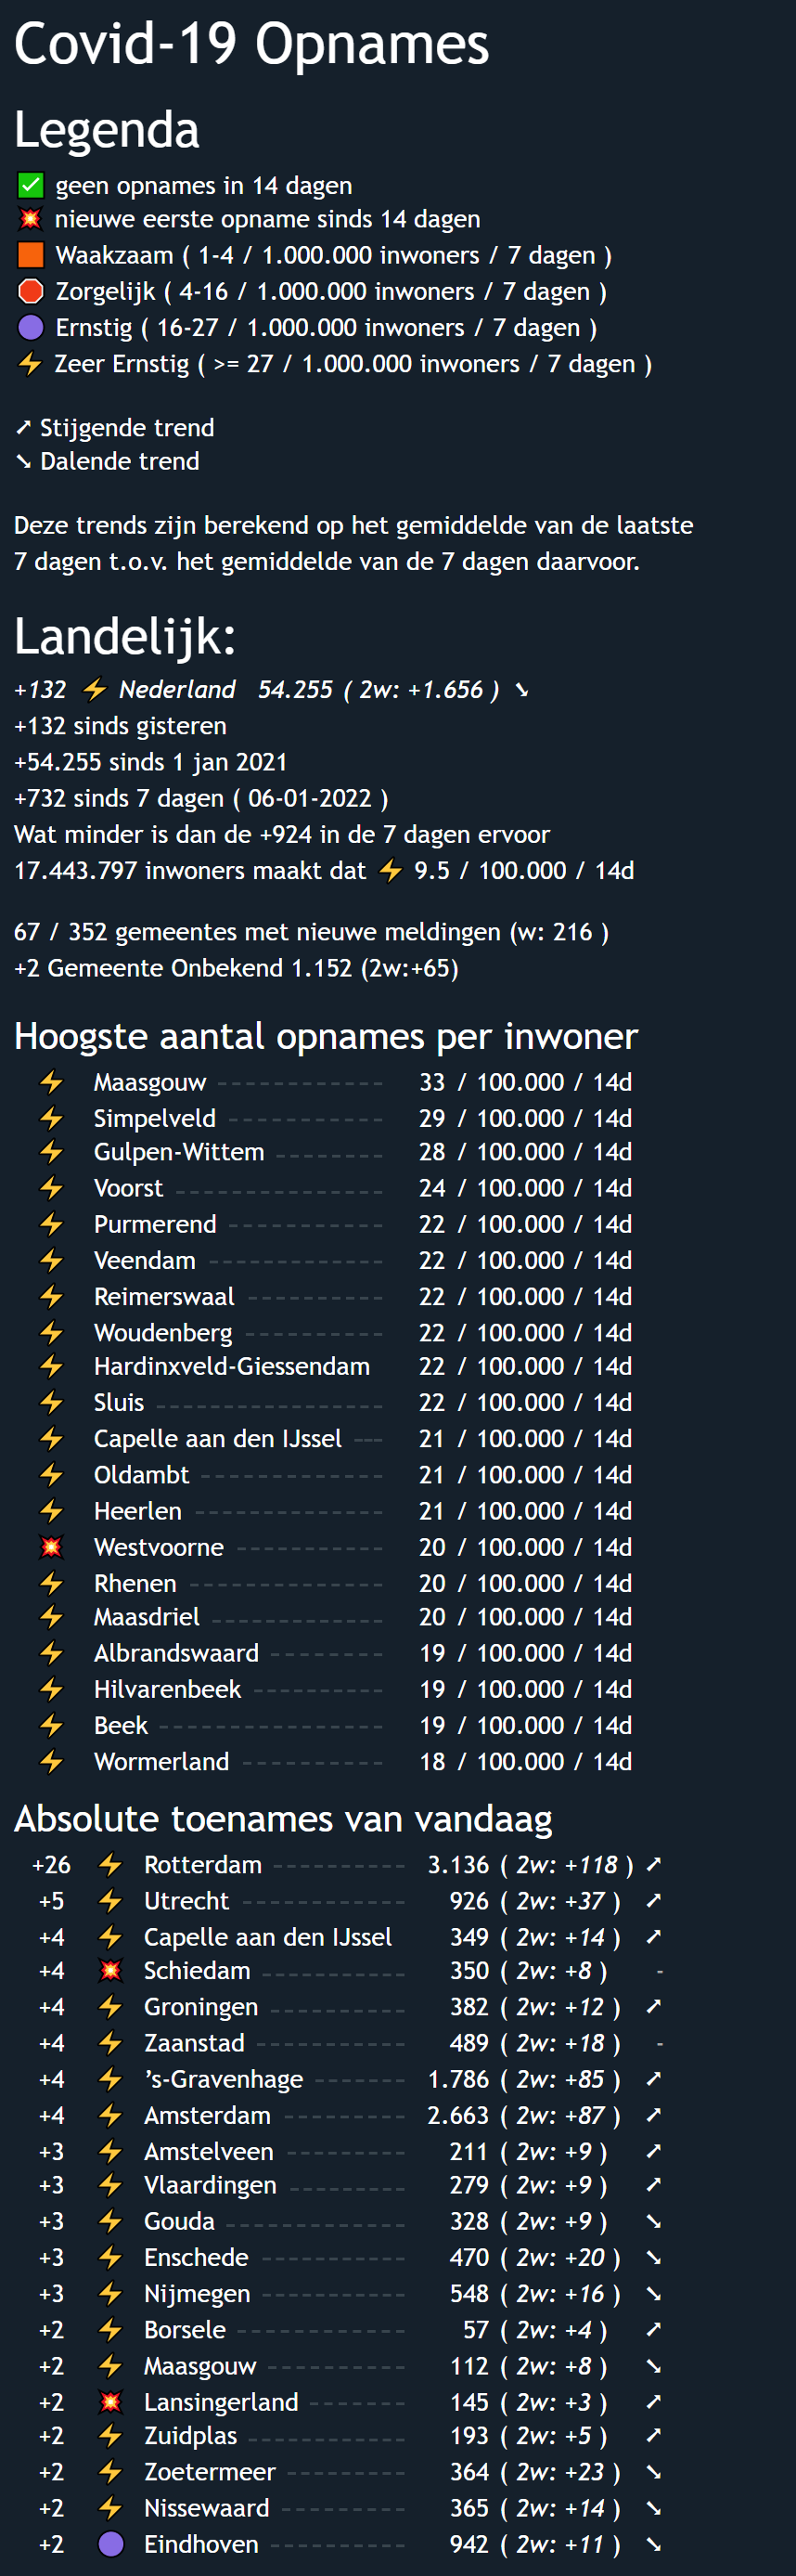 Covid-19 Opnames
Legenda
✅ geen opnames in 14 dagen
💥 nieuwe eerste opname sinds 14 dagen
🟧 Waakzaam ( 1-4 / 1.000.000 inwoners / 7 dagen )
🛑 Zorgelijk ( 4-16 / 1.000.000 inwoners / 7 dagen )
🟣 Ernstig ( 16-27 / 1.000.000 inwoners / 7 dagen )
⚡ Zeer Ernstig ( >= 27 / 1.000.000 inwoners / 7 dagen )
➚ Stijgende trend
➘ Dalende trend
Deze trends zijn berekend op het gemiddelde van de laatste
7 dagen t.o.v. het gemiddelde van de 7 dagen daarvoor.
Landelijk:
+132 ⚡ Nederland 54.255 ( 2w: +1.656 ) ➘
+132 sinds gisteren
+54.255 sinds 1 jan 2021
+732 sinds 7 dagen ( 06-01-2022 )
Wat minder is dan de +924 in de 7 dagen ervoor
17.443.797 inwoners maakt dat ⚡ 9.5 / 100.000 / 14d
67 / 352 gemeentes met nieuwe meldingen (w: 216 )
+2 Gemeente Onbekend 1.152 (2w:+65)
Hoogste aantal opnames per inwoner
⚡ Maasgouw 33 / 100.000 / 14d
⚡ Simpelveld 29 / 100.000 / 14d
⚡ Gulpen-Wittem 28 / 100.000 / 14d
⚡ Voorst 24 / 100.000 / 14d
⚡ Purmerend 22 / 100.000 / 14d
⚡ Veendam 22 / 100.000 / 14d
⚡ Reimerswaal 22 / 100.000 / 14d
⚡ Woudenberg 22 / 100.000 / 14d
⚡ Hardinxveld-Giessendam 22 / 100.000 / 14d
⚡ Sluis 22 / 100.000 / 14d
⚡ Capelle aan den IJssel 21 / 100.000 / 14d
⚡ Oldambt 21 / 100.000 / 14d
⚡ Heerlen 21 / 100.000 / 14d
💥 Westvoorne 20 / 100.000 / 14d
⚡ Rhenen 20 / 100.000 / 14d
⚡ Maasdriel 20 / 100.000 / 14d
⚡ Albrandswaard 19 / 100.000 / 14d
⚡ Hilvarenbeek 19 / 100.000 / 14d
⚡ Beek 19 / 100.000 / 14d
⚡ Wormerland 18 / 100.000 / 14d
Absolute toenames van vandaag
+26 ⚡ Rotterdam 3.136 ( 2w: +118 ) ➚
+5 ⚡ Utrecht 926 ( 2w: +37 ) ➚
+4 ⚡ Capelle aan den IJssel 349 ( 2w: +14 ) ➚
+4 💥 Schiedam 350 ( 2w: +8 ) -
+4 ⚡ Groningen 382 ( 2w: +12 ) ➚
+4 ⚡ Zaanstad 489 ( 2w: +18 ) -
+4 ⚡ ’s-Gravenhage 1.786 ( 2w: +85 ) ➚
+4 ⚡ Amsterdam 2.663 ( 2w: +87 ) ➚
+3 ⚡ Amstelveen 211 ( 2w: +9 ) ➚
+3 ⚡ Vlaardingen 279 ( 2w: +9 ) ➚
+3 ⚡ Gouda 328 ( 2w: +9 ) ➘
+3 ⚡ Enschede 470 ( 2w: +20 ) ➘
+3 ⚡ Nijmegen 548 ( 2w: +16 ) ➘
+2 ⚡ Borsele 57 ( 2w: +4 ) ➚
+2 ⚡ Maasgouw 112 ( 2w: +8 ) ➘
+2 💥 Lansingerland 145 ( 2w: +3 ) ➚
+2 ⚡ Zuidplas 193 ( 2w: +5 ) ➚
+2 ⚡ Zoetermeer 364 ( 2w: +23 ) ➘
+2 ⚡ Nissewaard 365 ( 2w: +14 ) ➘
+2 🟣 Eindhoven 942 ( 2w: +11 ) ➘